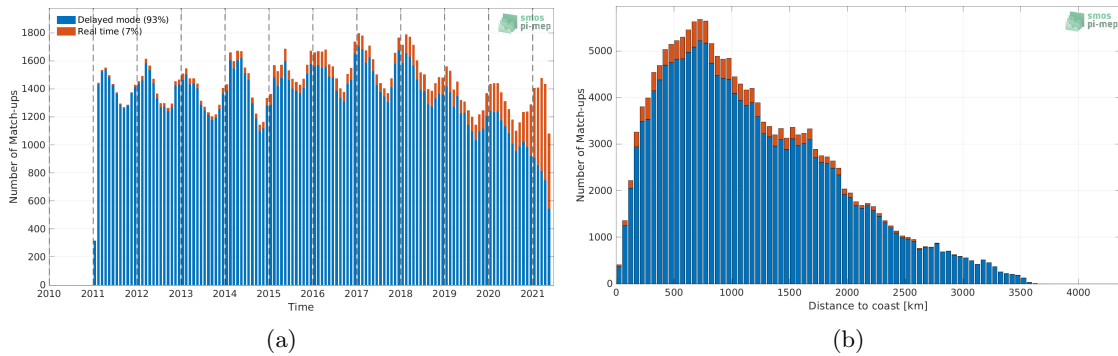 Delayed mode (93%)
Real time (7%)
smos
pi-mep
Number of Match-ups
1800
1600
1400
1200
1000
800
600
400
200
0
2010 2011 2012 2013 2014 2015 2016 2017 2018 2019 2020 2021
Time
(a)
smos
pi-mep
Number of Match-ups
5000
4000
3000
2000
1000
0
0 500 1000 1500 2000 2500 3000 3500 4000
Distance to coast [km]
(b)